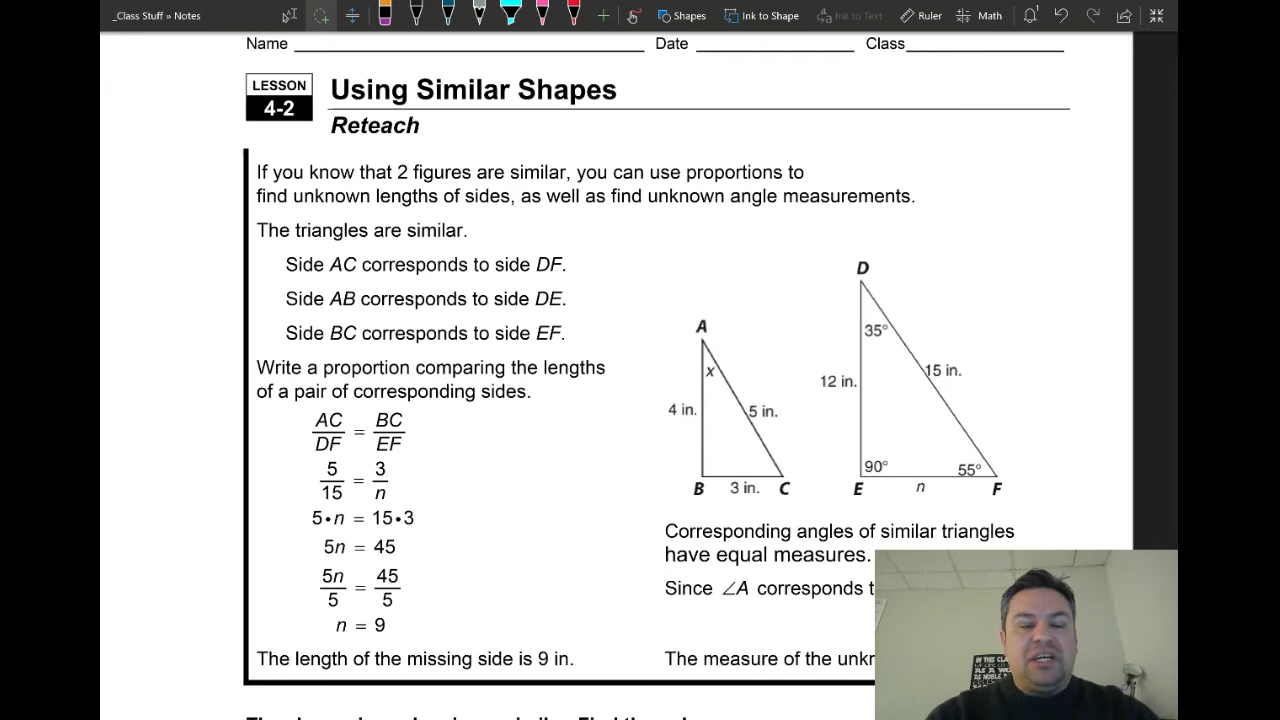 _Class Stuff » Notes
Shapes
Ink to Shape
Ink to Text
Ruler
Math
Name
Date
Class
LESSON
4-2
Using Similar Shapes
Reteach
If you know that 2 figures are similar, you can use proportions to
find unknown lengths of sides, as well as find unknown angle measurements.
The triangles are similar.
Side AC corresponds to side DF.
Side AB corresponds to side DE.
Side BC corresponds to side EF.
Write a proportion comparing the lengths
of a pair of corresponding sides.
AC/DF = BC/EF
5/15 = 3/n
5•n = 15•3
5n = 45
5n/5 = 45/5
n = 9
The length of the missing side is 9 in.
A
x
4 in.
5 in.
B
3 in.
C
D
35°
12 in.
15 in.
90°
55°
E
n
F
Corresponding angles of similar triangles
have equal measures.
Since ∠A corresponds t
The measure of the unkr
IN THIS CLA